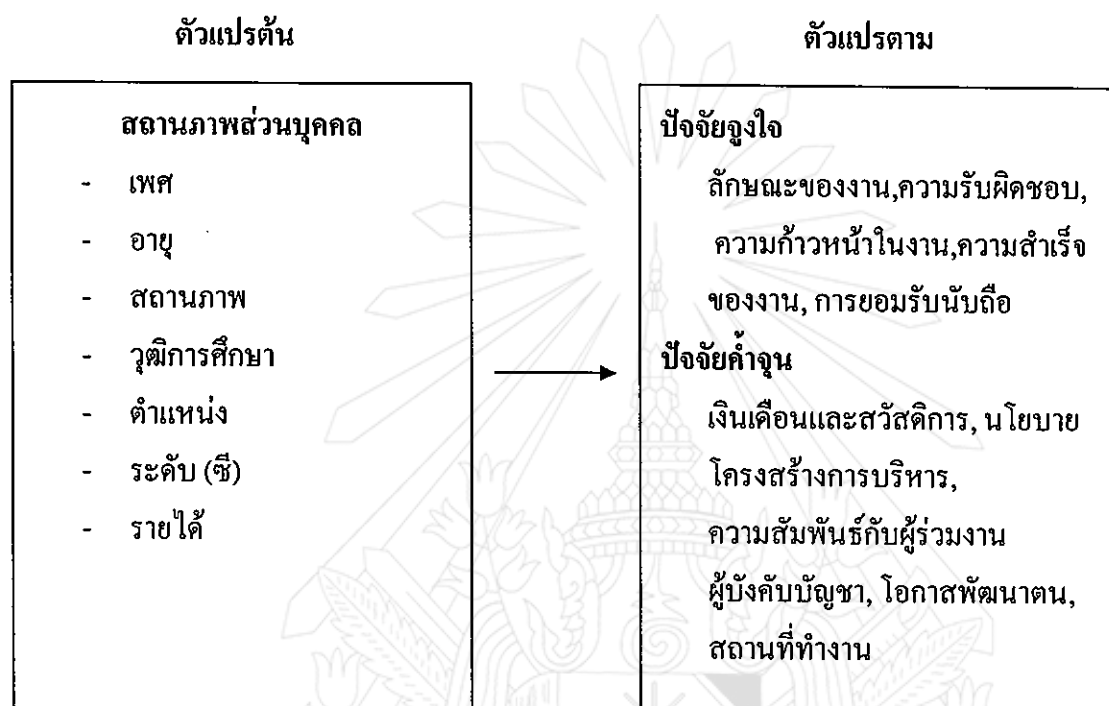 ตัวแปรต้น
สถานภาพส่วนบุคคล
- เพศ
- อายุ
- สถานภาพ
- วุฒิการศึกษา
- ตำแหน่ง
- ระดับ (ซี)
- รายได้
ตัวแปรตาม
ปัจจัยจูงใจ
ลักษณะของงาน,ความรับผิดชอบ,
ความก้าวหน้าในงาน,ความสำเร็จ
ของงาน, การยอมรับนับถือ
ปัจจัยค้ำจุน
เงินเดือนและสวัสดิการ, นโยบาย
โครงสร้างการบริหาร,
ความสัมพันธ์กับผู้ร่วมงาน
ผู้บังคับบัญชา, โอกาสพัฒนาตน,
สถานที่ทำงาน